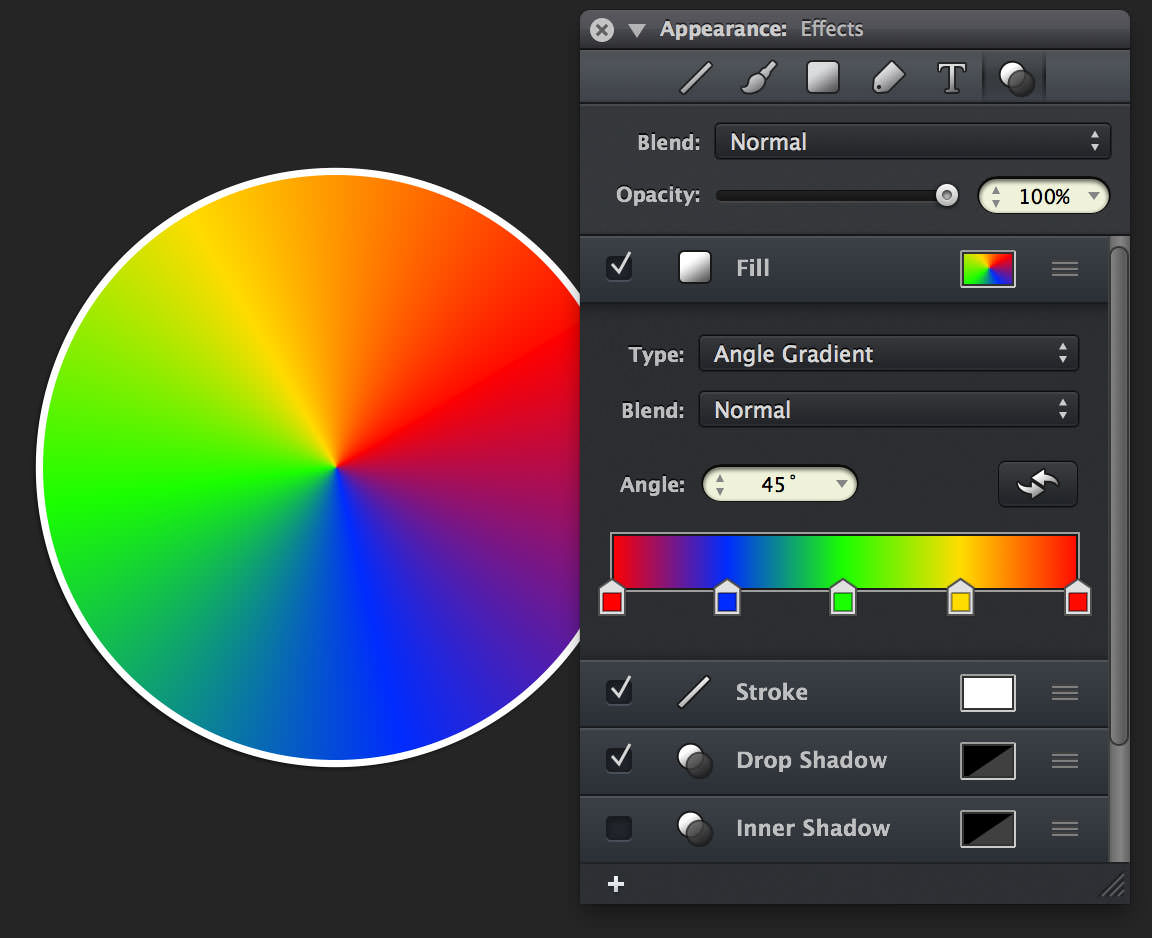 Appearance: Effects
T
Blend: Normal
Opacity: 100%
Fill
Type: Angle Gradient
Blend: Normal
Angle: 45°
Stroke
Drop Shadow
Inner Shadow